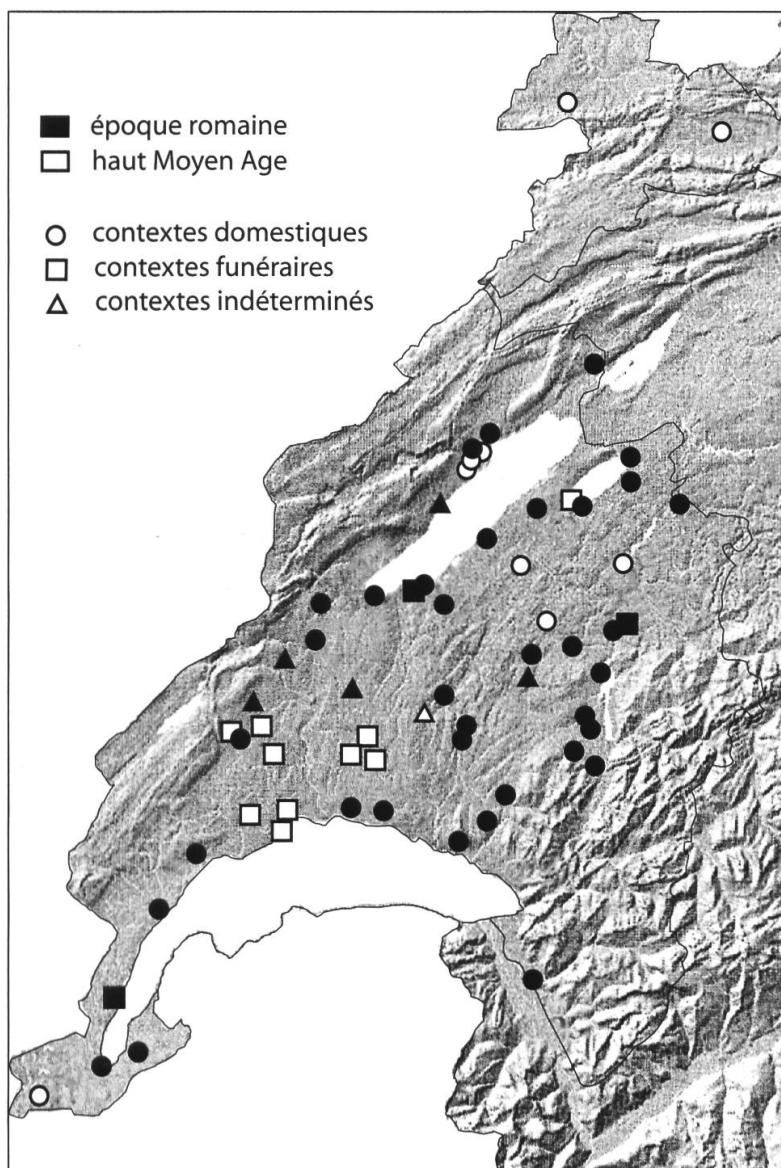 époque romaine
haut Moyen Age
contextes domestiques
contextes funéraires
contextes indéterminés